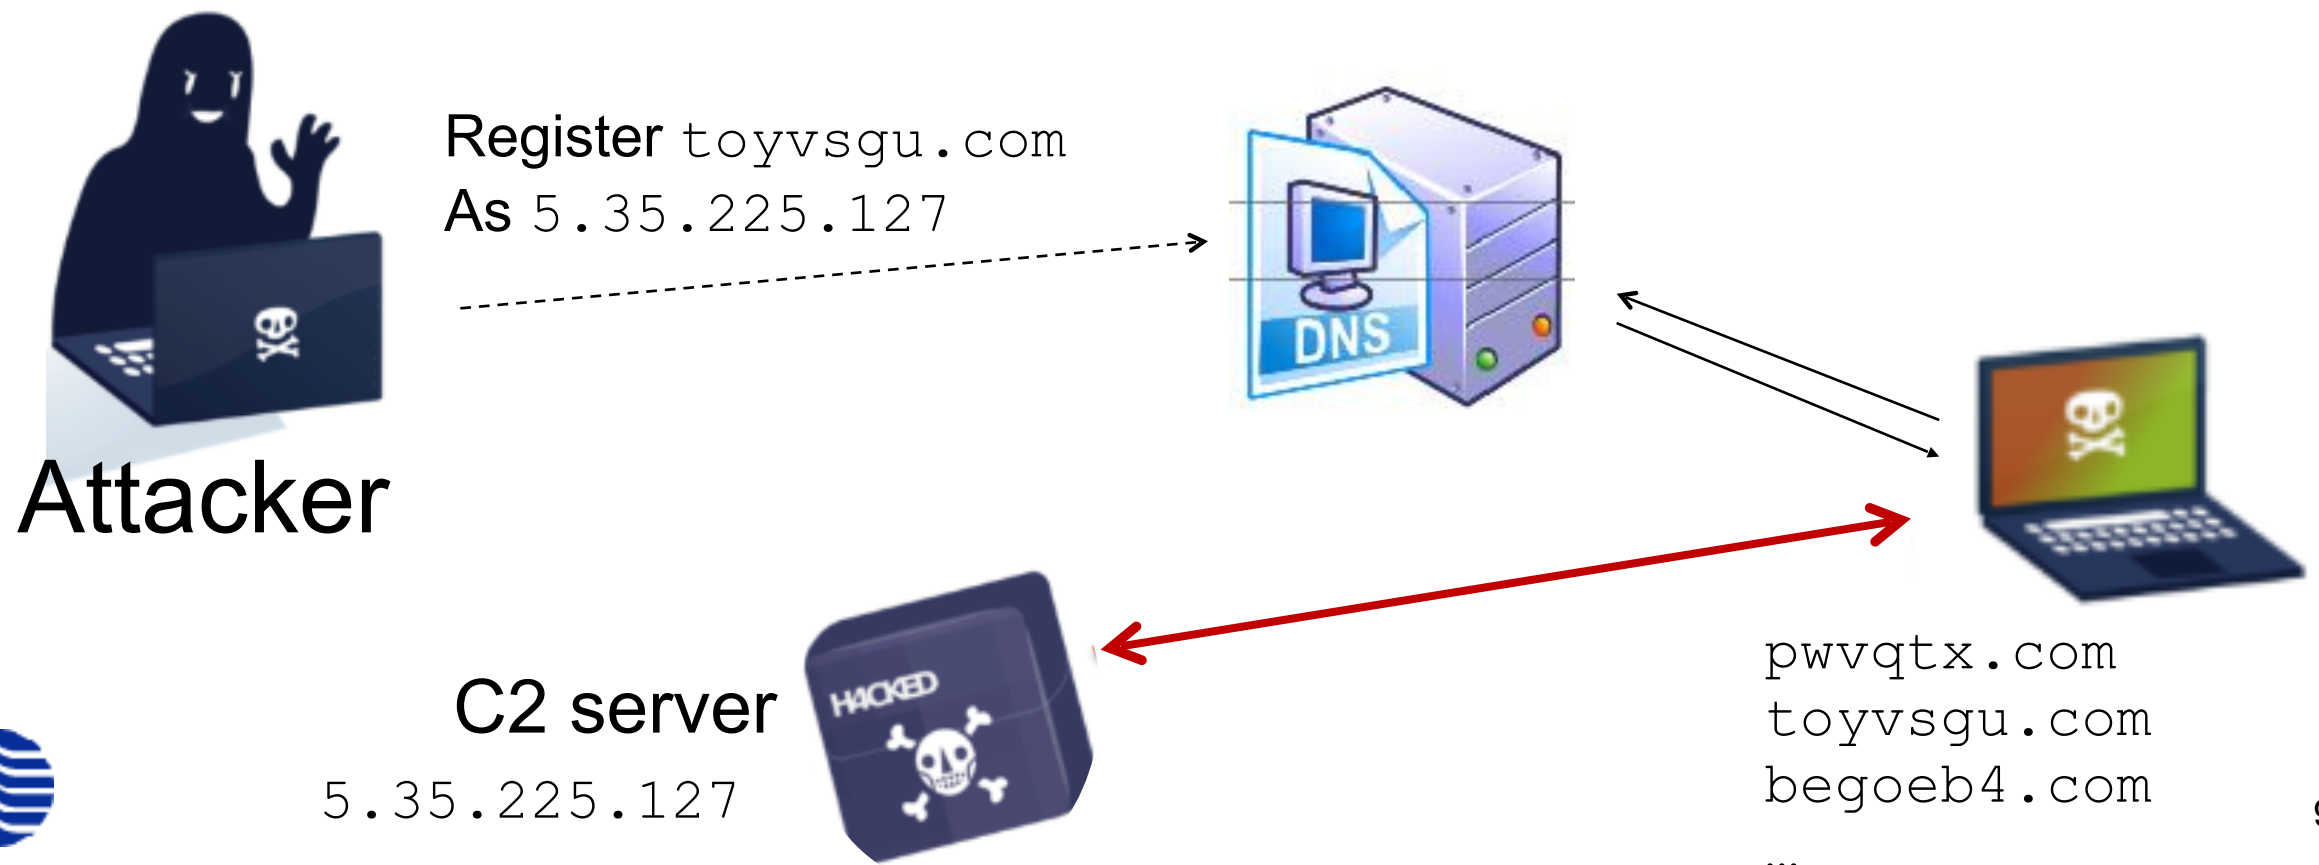 Register toyvsgu.com
As 5.35.225.127
DNS
Attacker
HACKED
C2 server
5.35.225.127
pwvqtx.com
toyvsgu.com
begoeb4.com
…